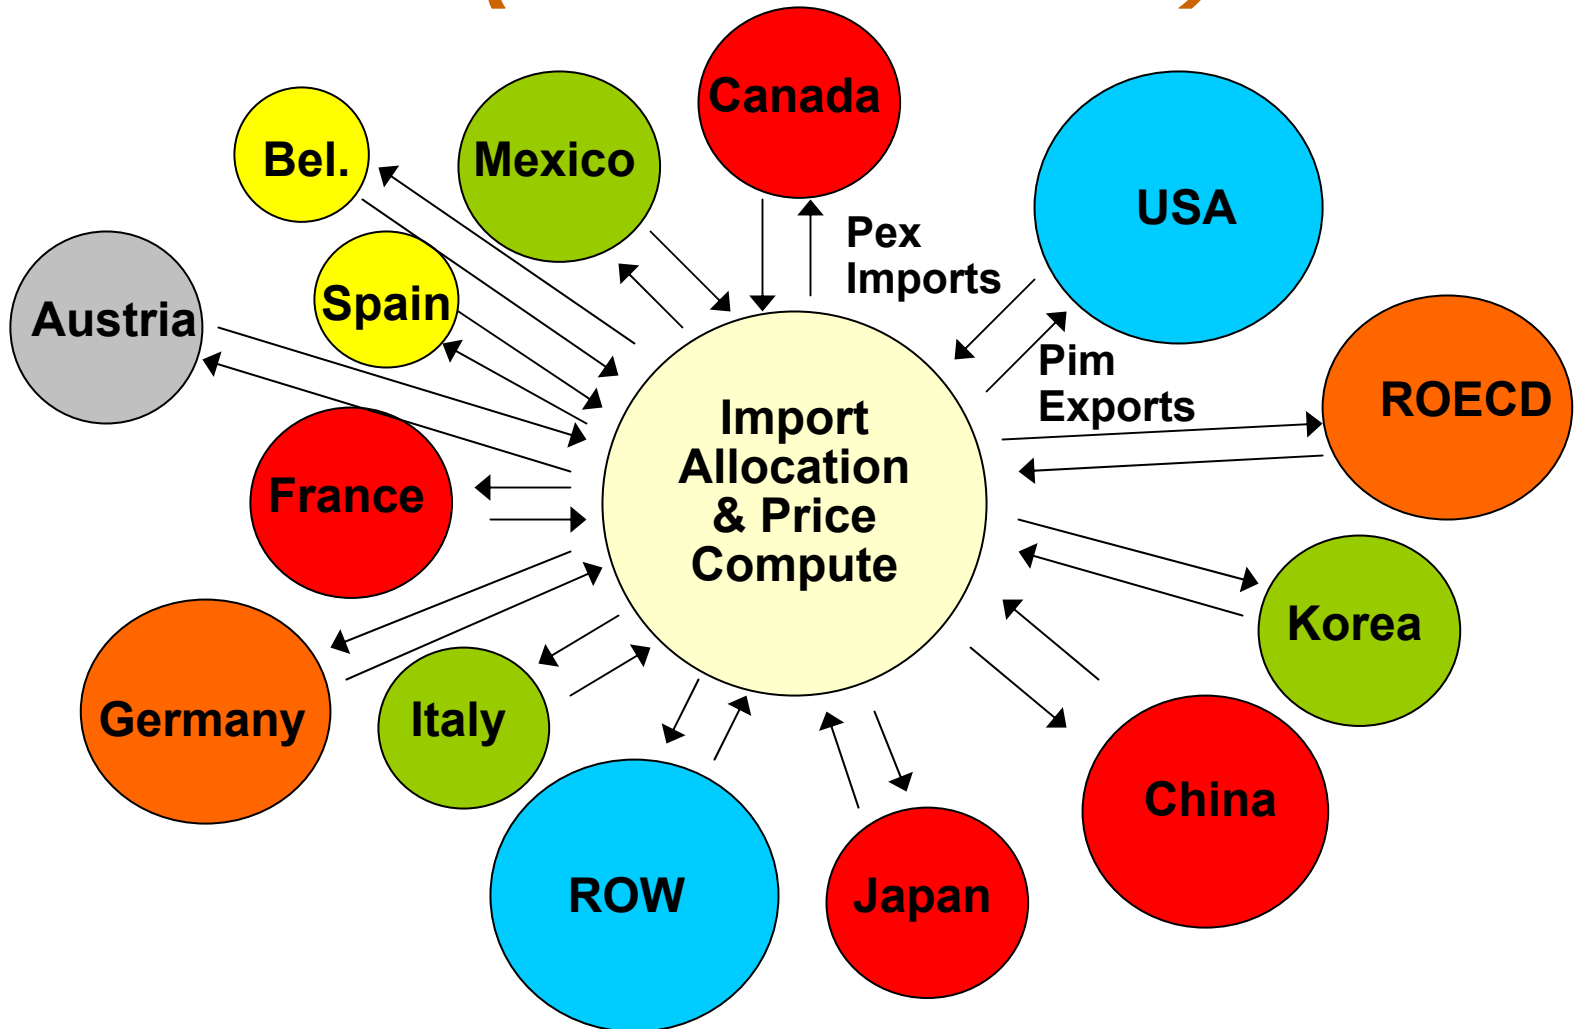 Canada
Bel.
Mexico
USA
Pex
Imports
Austria
Spain
Pim
Exports
ROECD
Import
Allocation
& Price
Compute
France
Korea
Germany
Italy
China
ROW
Japan